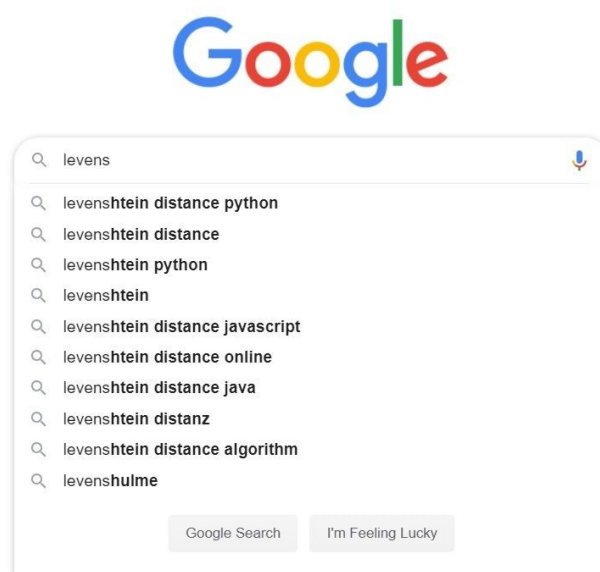 Google
levens
levenshtein distance python
levenshtein distance
levenshtein python
levenshtein
levenshtein distance javascript
levenshtein distance online
levenshtein distance java
levenshtein distanz
levenshtein distance algorithm
levenshulme
Google Search I'm Feeling Lucky